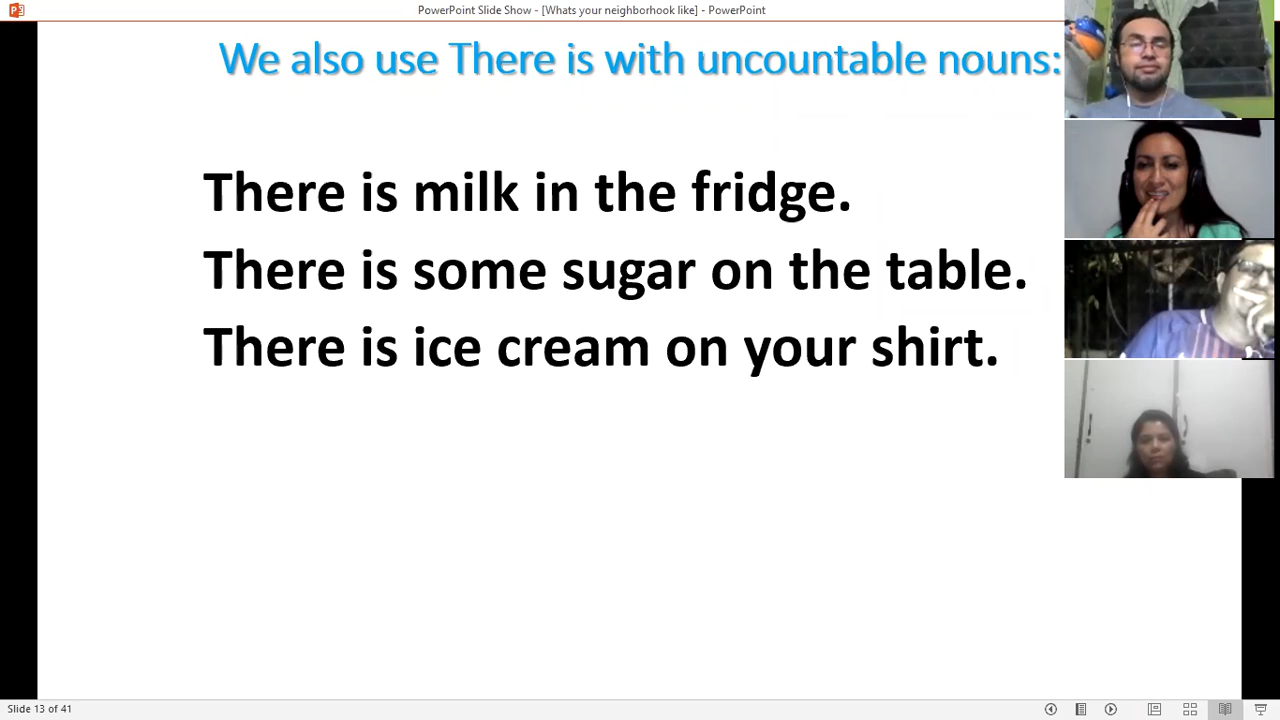 PowerPoint Slide Show - [Whats your neighborhook like] - PowerPoint
We also use There is with uncountable nouns:
There is milk in the fridge.
There is some sugar on the table.
There is ice cream on your shirt.
Slide 13 of 41